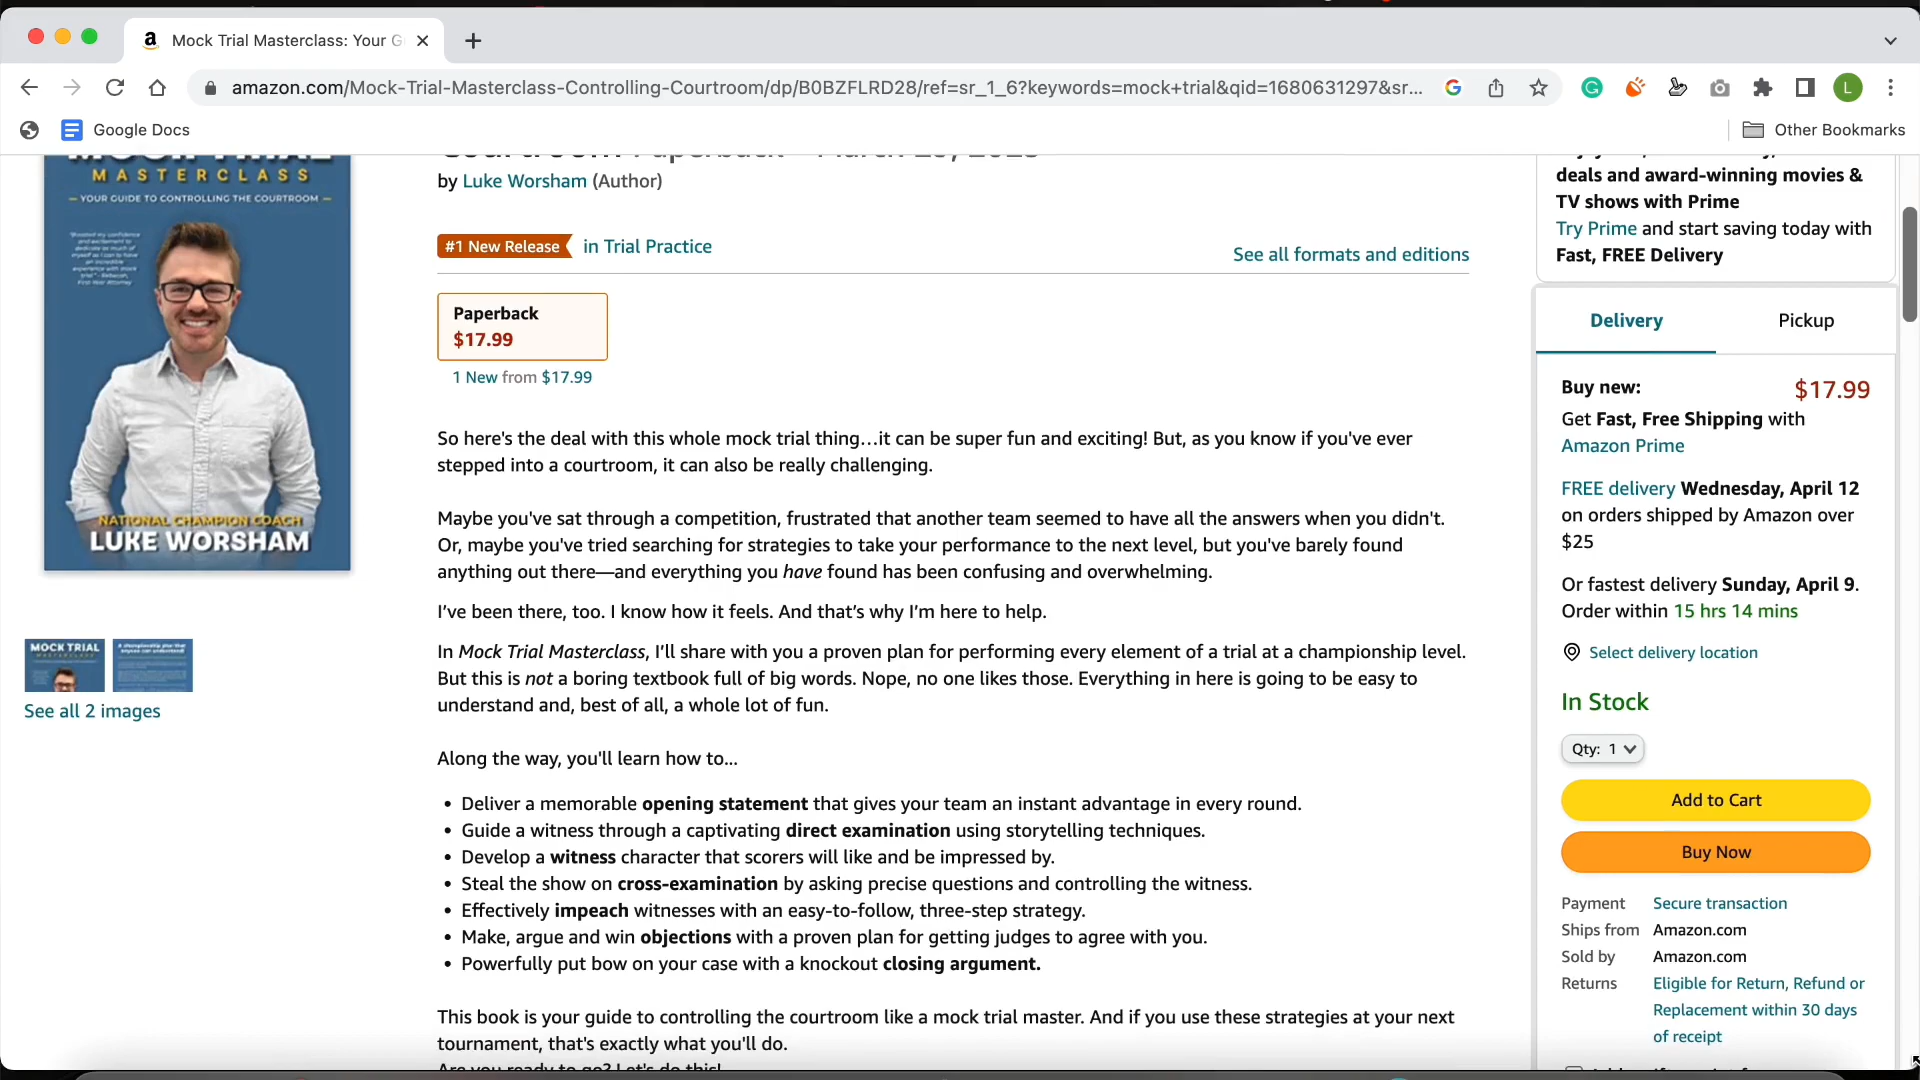 Mock Trial Masterclass: Your G
amazon.com/Mock-Trial-Masterclass-Controlling-Courtroom/dp/B0BZFLRD28/ref=sr_1_6?keywords=mock+trial&qid=1680631297&sr...
L
Google Docs
Other Bookmarks
MOCK TRIAL
MASTERCLASS
— YOUR GUIDE TO CONTROLLING THE COURTROOM —
NATIONAL CHAMPION COACH
LUKE WORSHAM
MOCK TRIAL
See all 2 images
by Luke Worsham (Author)
#1 New Release in Trial Practice
See all formats and editions
Paperback
$17.99
1 New from $17.99
So here's the deal with this whole mock trial thing…it can be super fun and exciting! But, as you know if you've ever
stepped into a courtroom, it can also be really challenging.
Maybe you've sat through a competition, frustrated that another team seemed to have all the answers when you didn't.
Or, maybe you've tried searching for strategies to take your performance to the next level, but you've barely found
anything out there—and everything you have found has been confusing and overwhelming.
I’ve been there, too. I know how it feels. And that’s why I’m here to help.
In Mock Trial Masterclass, I’ll share with you a proven plan for performing every element of a trial at a championship level.
But this is not a boring textbook full of big words. Nope, no one likes those. Everything in here is going to be easy to
understand and, best of all, a whole lot of fun.
Along the way, you'll learn how to...
• Deliver a memorable opening statement that gives your team an instant advantage in every round.
• Guide a witness through a captivating direct examination using storytelling techniques.
• Develop a witness character that scorers will like and be impressed by.
• Steal the show on cross-examination by asking precise questions and controlling the witness.
• Effectively impeach witnesses with an easy-to-follow, three-step strategy.
• Make, argue and win objections with a proven plan for getting judges to agree with you.
• Powerfully put bow on your case with a knockout closing argument.
This book is your guide to controlling the courtroom like a mock trial master. And if you use these strategies at your next
tournament, that's exactly what you'll do.
Are you ready to go? Let's do this!
deals and award-winning movies &
TV shows with Prime
Try Prime and start saving today with
Fast, FREE Delivery
Delivery
Pickup
Buy new:
$17.99
Get Fast, Free Shipping with
Amazon Prime
FREE delivery Wednesday, April 12
on orders shipped by Amazon over
$25
Or fastest delivery Sunday, April 9.
Order within 15 hrs 14 mins
Select delivery location
In Stock
Qty: 1
Add to Cart
Buy Now
Payment Secure transaction
Ships from Amazon.com
Sold by Amazon.com
Returns Eligible for Return, Refund or
Replacement within 30 days
of receipt